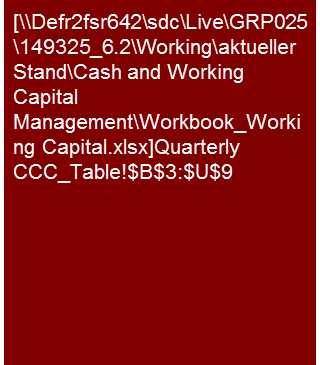 [\\Defr2fsr642\sdc\Live\GRP025
\149325_6.2\Working\aktueller
Stand\Cash and Working
Capital
Management\Workbook_Worki
ng Capital.xlsx]Quarterly
CCC_Table!$B$3:$U$9